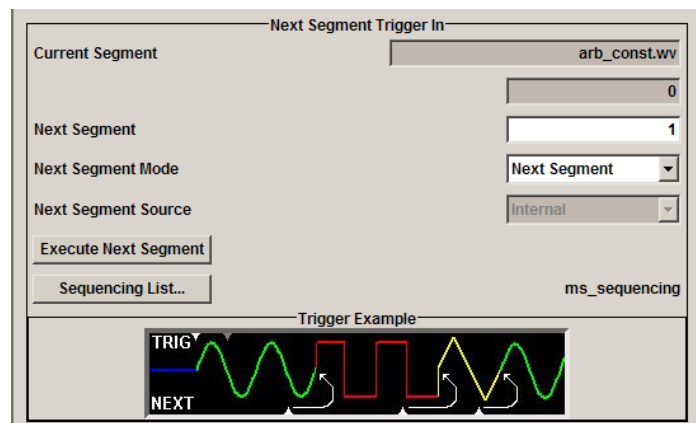 Next Segment Trigger In
Current Segment arb_const.wv
0
Next Segment 1
Next Segment Mode Next Segment
Next Segment Source Internal
Execute Next Segment
Sequencing List... ms_sequencing
Trigger Example
TRIG
NEXT